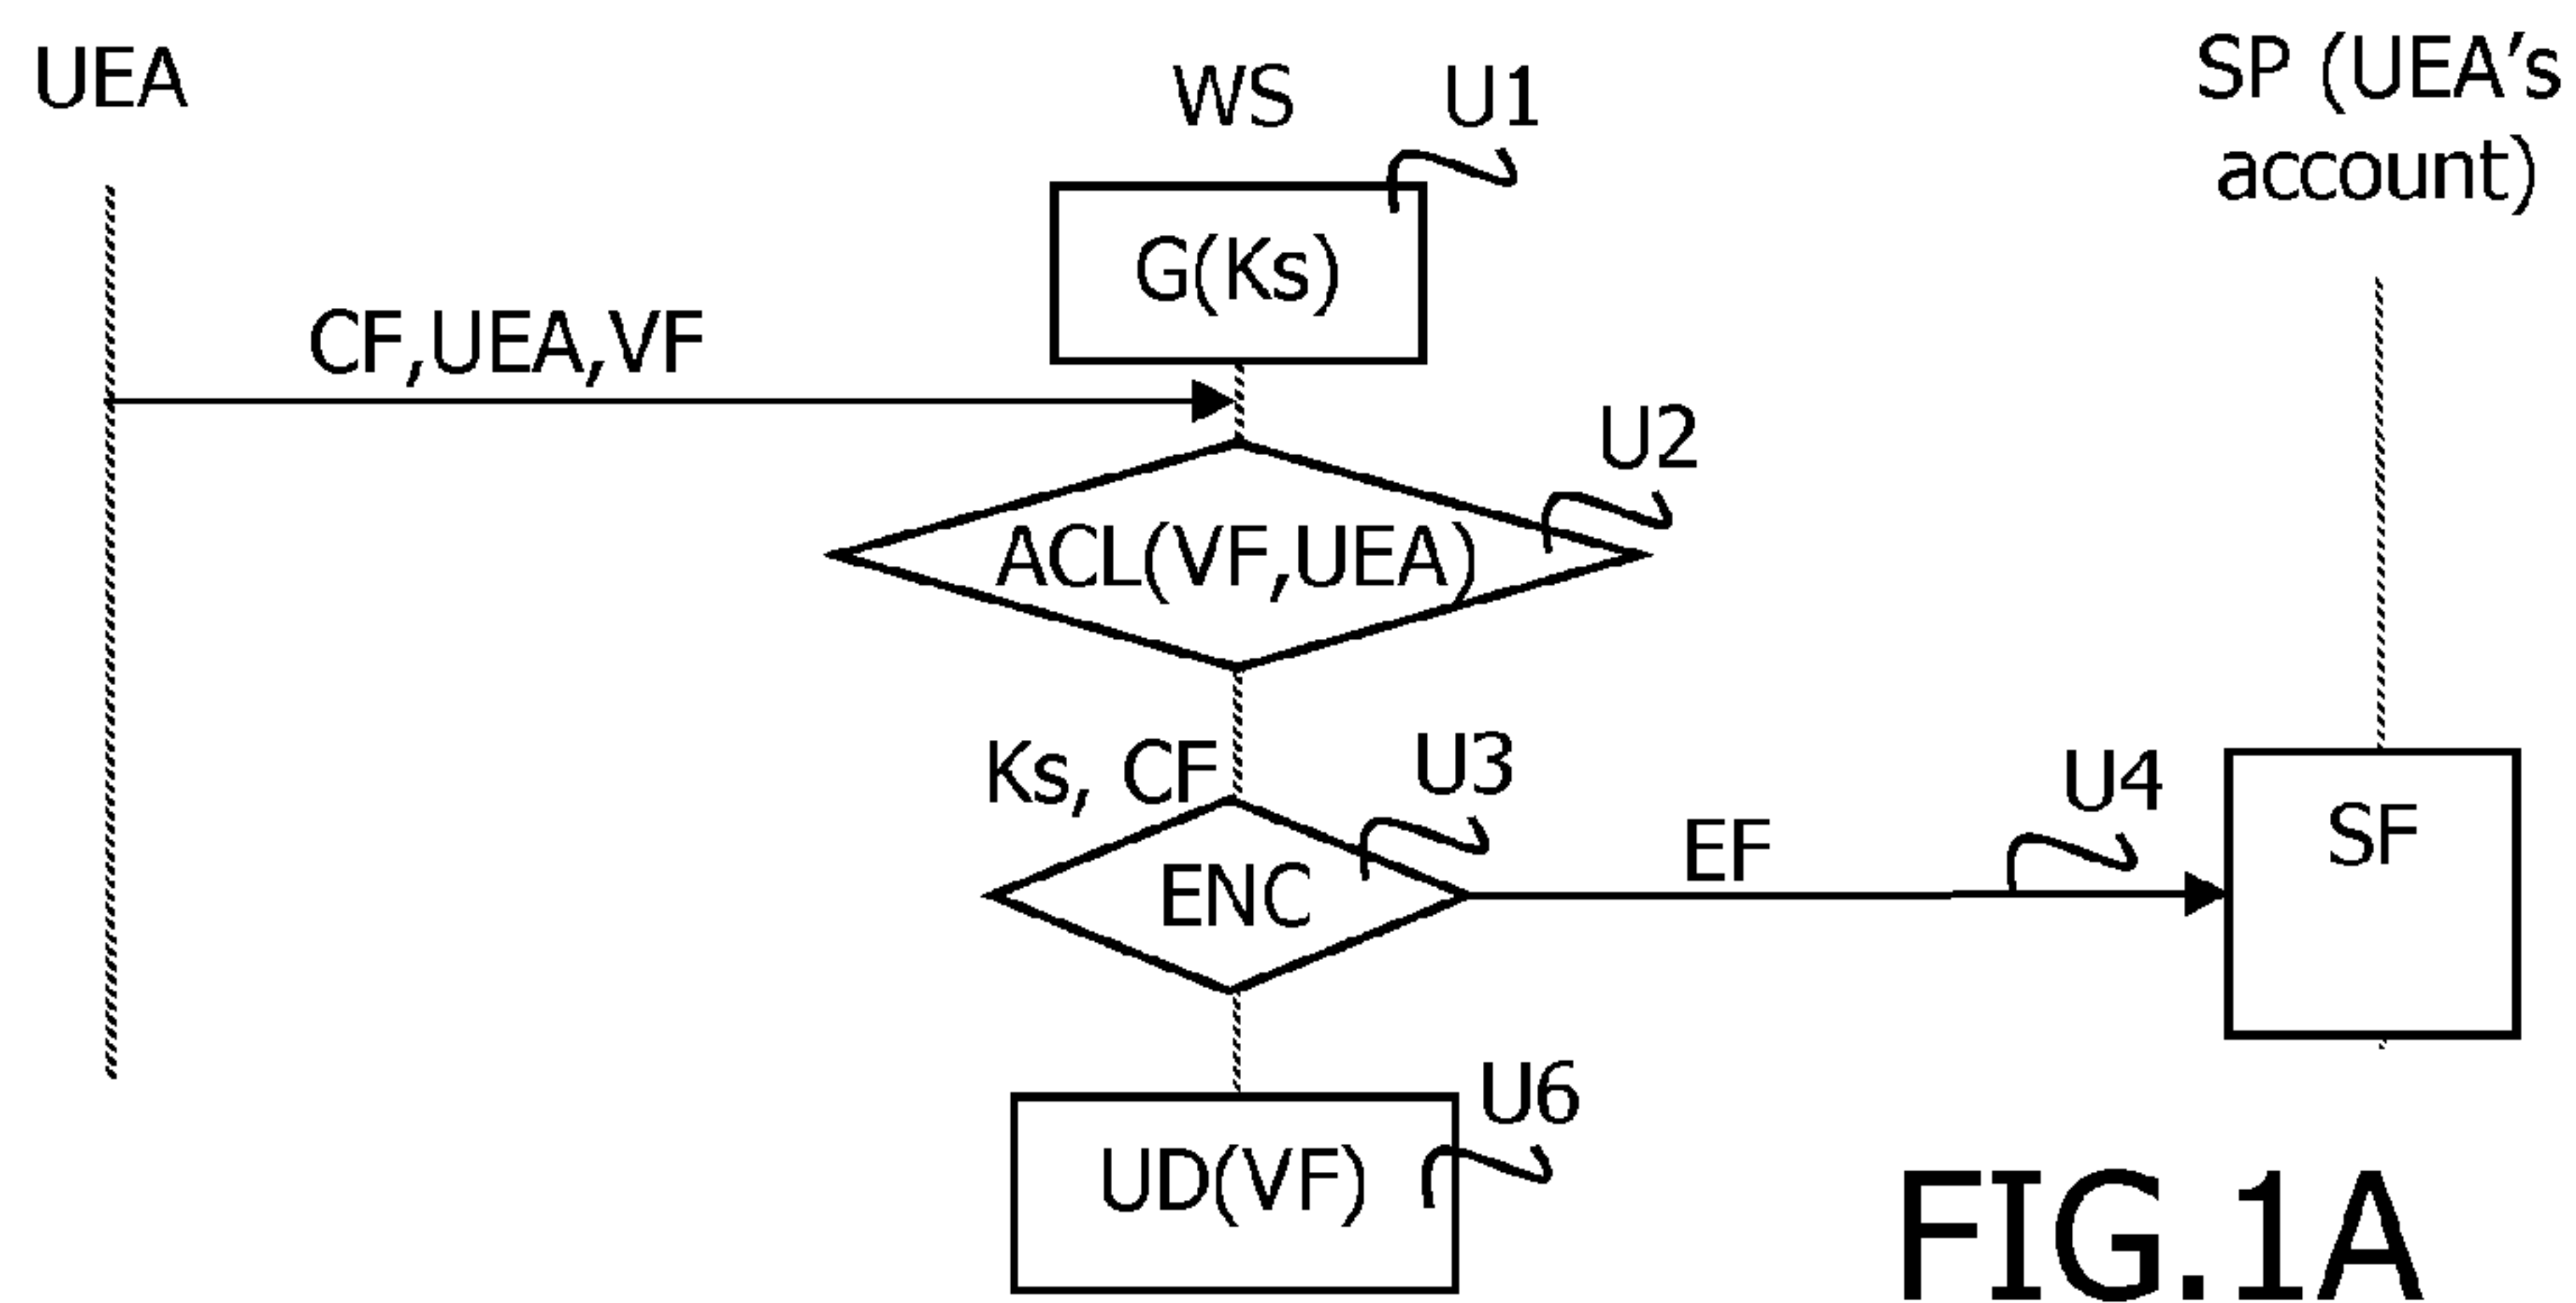 UEA
WS
U1
SP (UEA's
account)
G(Ks)
CF,UEA,VF
U2
ACL(VF,UEA)
Ks, CF
U3
U4
ENC
EF
SF
U6
UD(VF)
FIG.1A